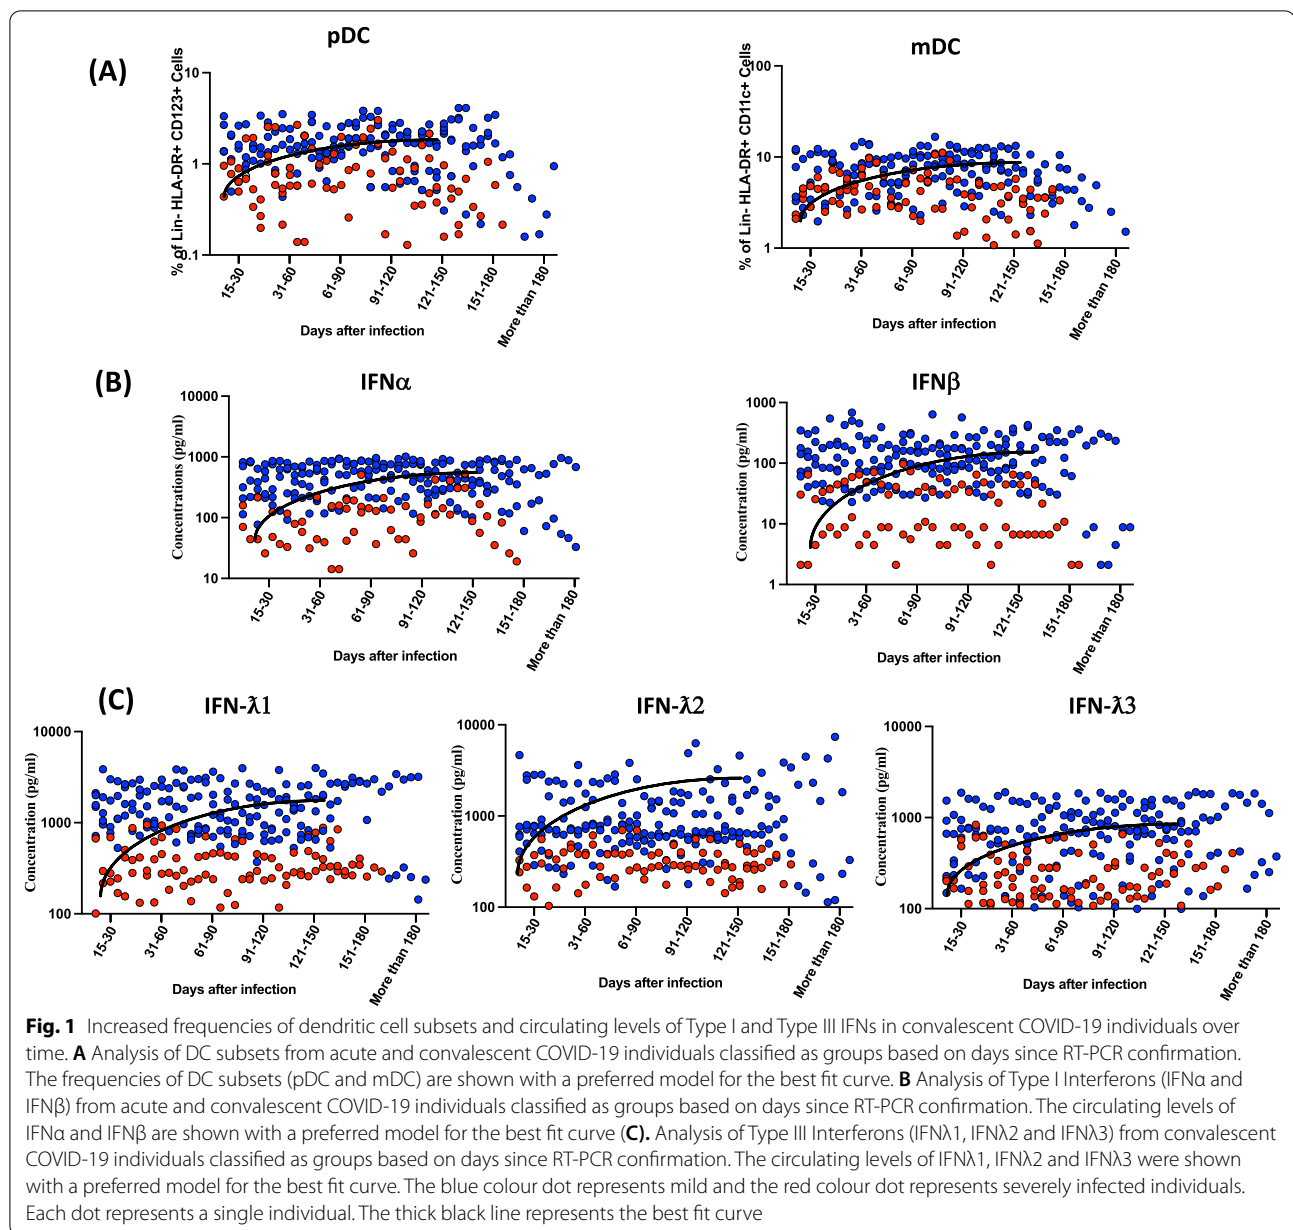 (A)
pDC
% of Lin- HLA-DR+ CD123+ Cells
10
1
0.1
15-30
31-60
61-90
91-120
121-150
151-180
More than 180
Days after infection
mDC
% of Lin- HLA-DR+ CD11c+ Cells
100
10
1
15-30
31-60
61-90
91-120
121-150
151-180
More than 180
Days after infection
(B)
IFNα
Concentrations (pg/ml)
10000
1000
100
10
15-30
31-60
61-90
91-120
121-150
151-180
More than 180
Days after infection
IFNβ
Concentration (pg/ml)
1000
100
10
1
15-30
31-60
61-90
91-120
121-150
151-180
More than 180
Days after infection
(C)
IFN-λ1
Concentration (pg/ml)
10000
1000
100
15-30
31-60
61-90
91-120
121-150
151-180
More than 180
Days after infection
IFN-λ2
Concentration (pg/ml)
10000
1000
100
15-30
31-60
61-90
91-120
121-150
151-180
More than 180
Days after infection
IFN-λ3
Concentration (pg/ml)
10000
1000
100
15-30
31-60
61-90
91-120
121-150
151-180
More than 180
Days after infection
Fig. 1 Increased frequencies of dendritic cell subsets and circulating levels of Type I and Type III IFNs in convalescent COVID-19 individuals over
time. A Analysis of DC subsets from acute and convalescent COVID-19 individuals classified as groups based on days since RT-PCR confirmation.
The frequencies of DC subsets (pDC and mDC) are shown with a preferred model for the best fit curve. B Analysis of Type I Interferons (IFNα and
IFNβ) from acute and convalescent COVID-19 individuals classified as groups based on days since RT-PCR confirmation. The circulating levels of
IFNα and IFNβ are shown with a preferred model for the best fit curve (C). Analysis of Type III Interferons (IFNλ1, IFNλ2 and IFNλ3) from convalescent
COVID-19 individuals classified as groups based on days since RT-PCR confirmation. The circulating levels of IFNλ1, IFNλ2 and IFNλ3 were shown
with a preferred model for the best fit curve. The blue colour dot represents mild and the red colour dot represents severely infected individuals.
Each dot represents a single individual. The thick black line represents the best fit curve